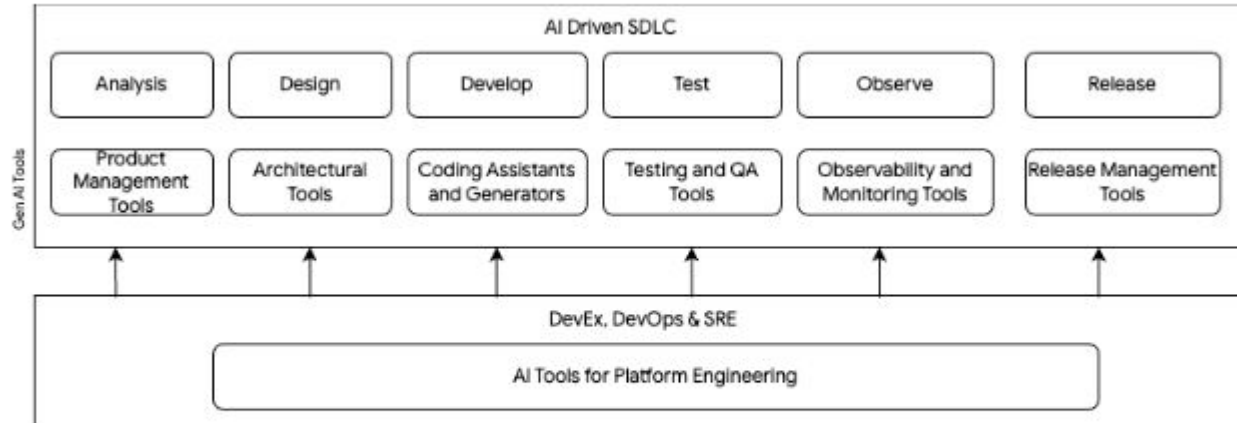 AI Driven SDLC
Analysis
Design
Develop
Test
Observe
Release
Gen AI Tools
Product
Management
Tools
Architectural
Tools
Coding Assistants
and Generators
Testing and QA
Tools
Observability and
Monitoring Tools
Release Management
Tools
DevEx, DevOps & SRE
AI Tools for Platform Engineering